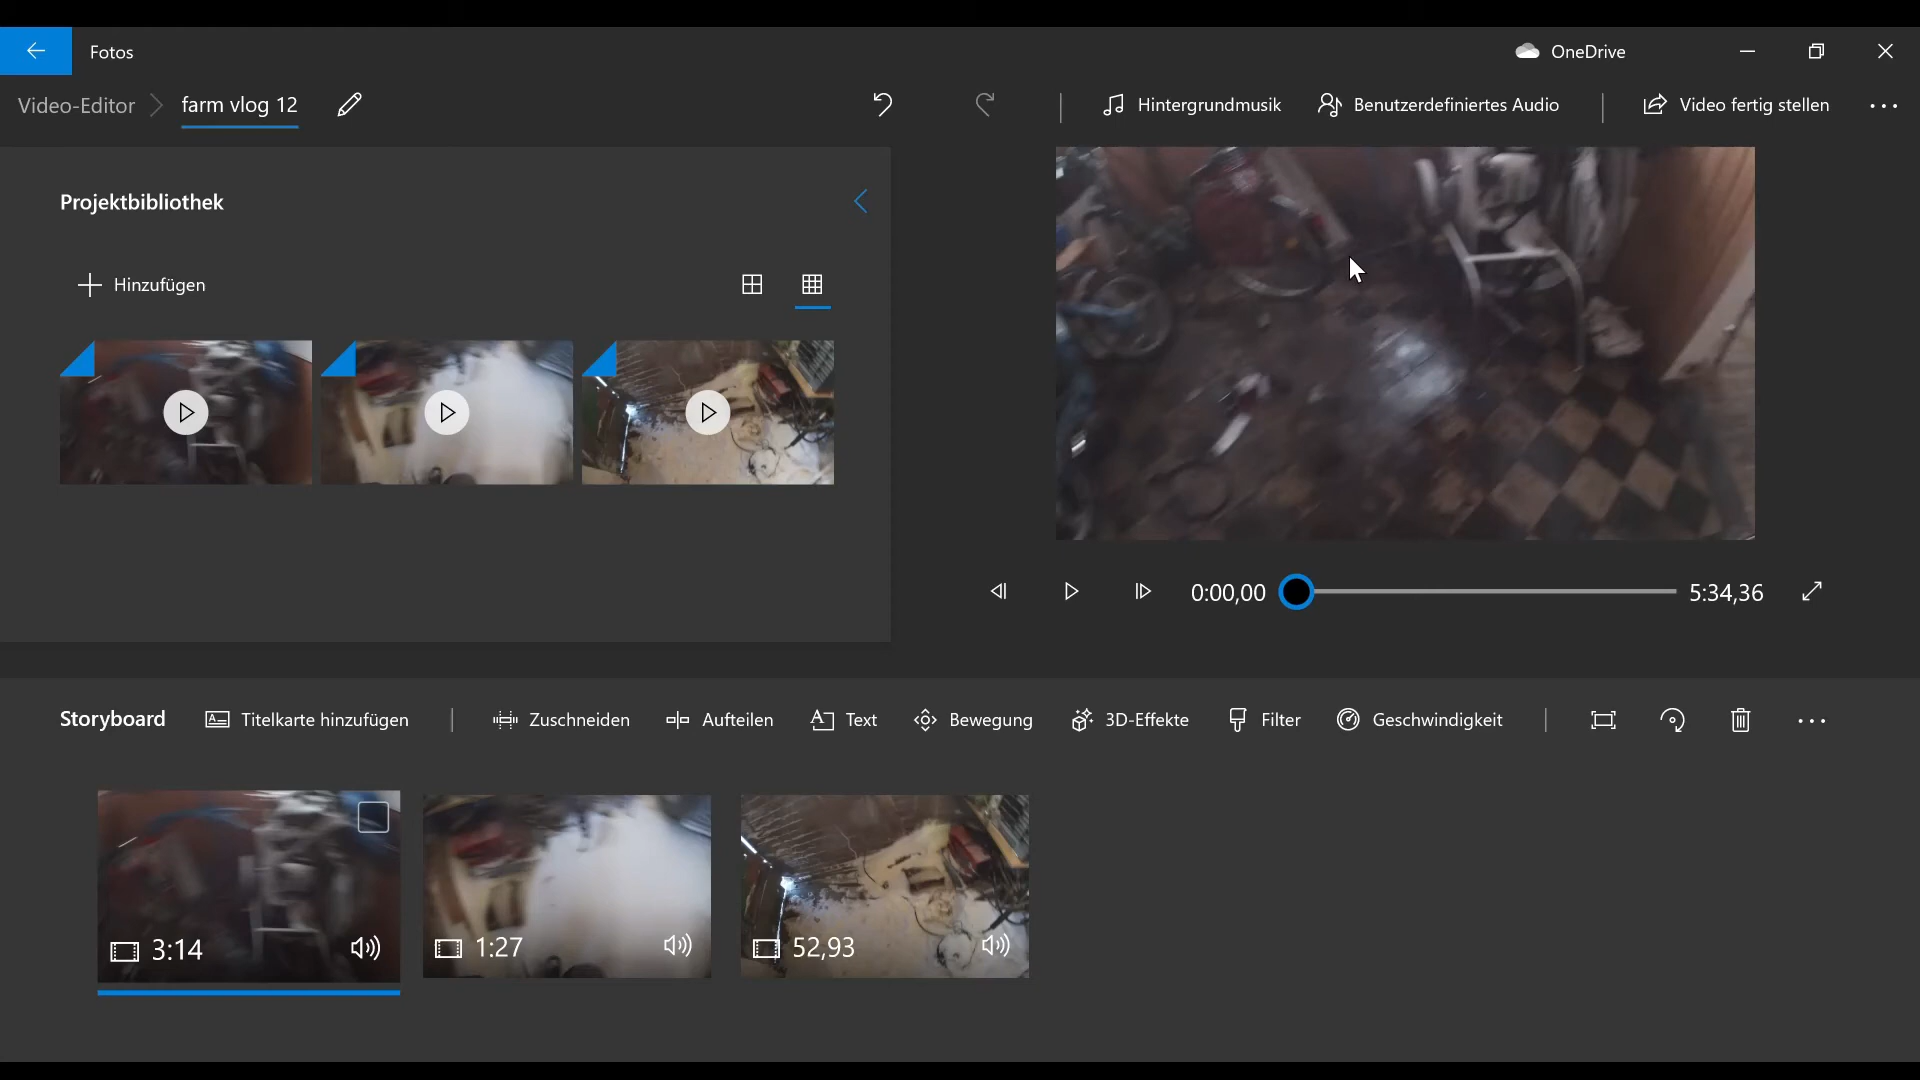 Fotos
OneDrive
Video-Editor
farm vlog 12
Hintergrundmusik
Benutzerdefiniertes Audio
Video fertig stellen
Projektbibliothek
Hinzufügen
0:00,00
5:34,36
Storyboard
Titelkarte hinzufügen
Zuschneiden
Aufteilen
Text
Bewegung
3D-Effekte
Filter
Geschwindigkeit
3:14
1:27
52,93